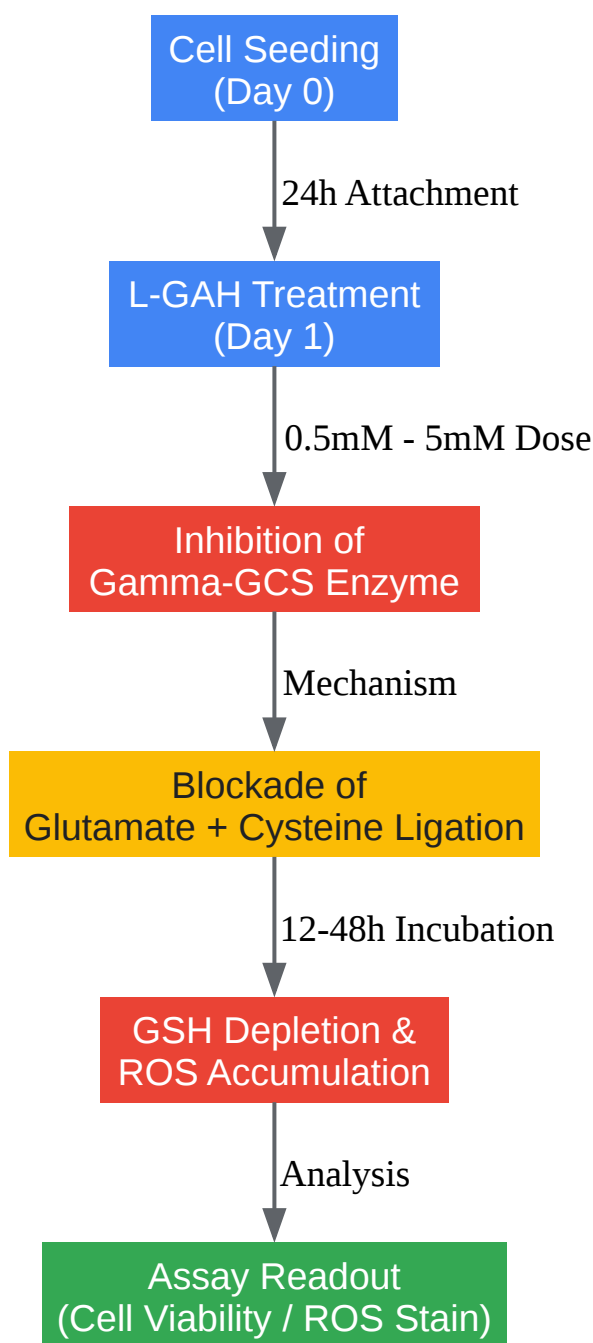 Cell Seeding
(Day 0)
24h Attachment
L-GAH Treatment
(Day 1)
0.5mM - 5mM Dose
Inhibition of
Gamma-GCS Enzyme
Mechanism
Blockade of
Glutamate + Cysteine Ligation
12-48h Incubation
GSH Depletion &
ROS Accumulation
Analysis
Assay Readout
(Cell Viability / ROS Stain)